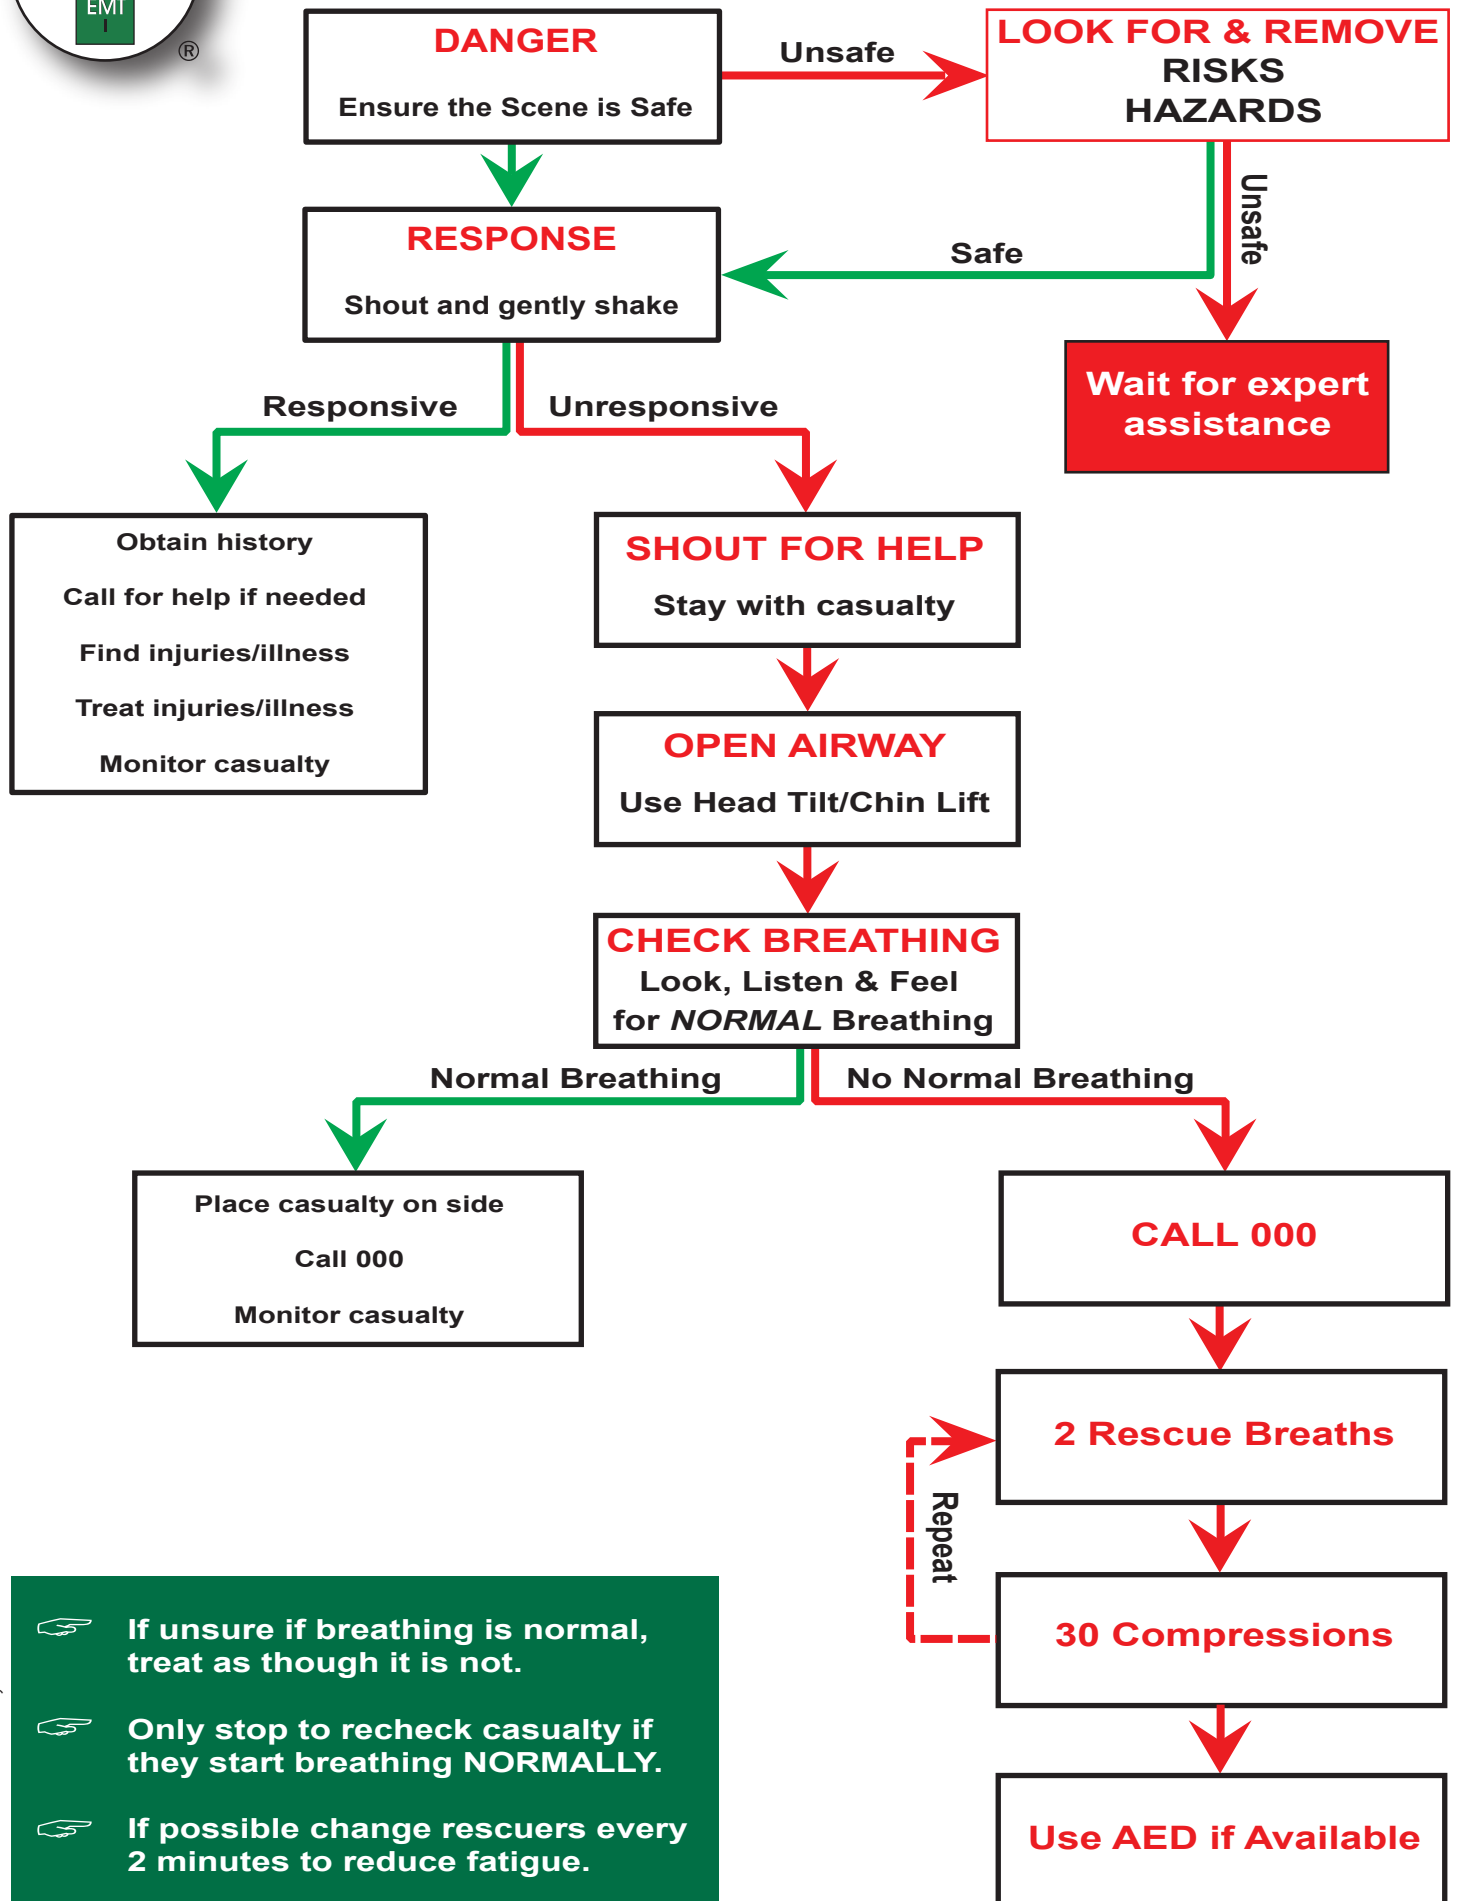 EMT
I
®
DANGER
Ensure the Scene is Safe
Unsafe
LOOK FOR & REMOVE
RISKS
HAZARDS
Unsafe
Safe
RESPONSE
Shout and gently shake
Wait for expert
assistance
Responsive
Unresponsive
Obtain history
Call for help if needed
Find injuries/illness
Treat injuries/illness
Monitor casualty
SHOUT FOR HELP
Stay with casualty
OPEN AIRWAY
Use Head Tilt/Chin Lift
CHECK BREATHING
Look, Listen & Feel
for NORMAL Breathing
Normal Breathing
No Normal Breathing
Place casualty on side
Call 000
Monitor casualty
CALL 000
2 Rescue Breaths
Repeat
30 Compressions
Use AED if Available
If unsure if breathing is normal,
treat as though it is not.
Only stop to recheck casualty if
they start breathing NORMALLY.
If possible change rescuers every
2 minutes to reduce fatigue.